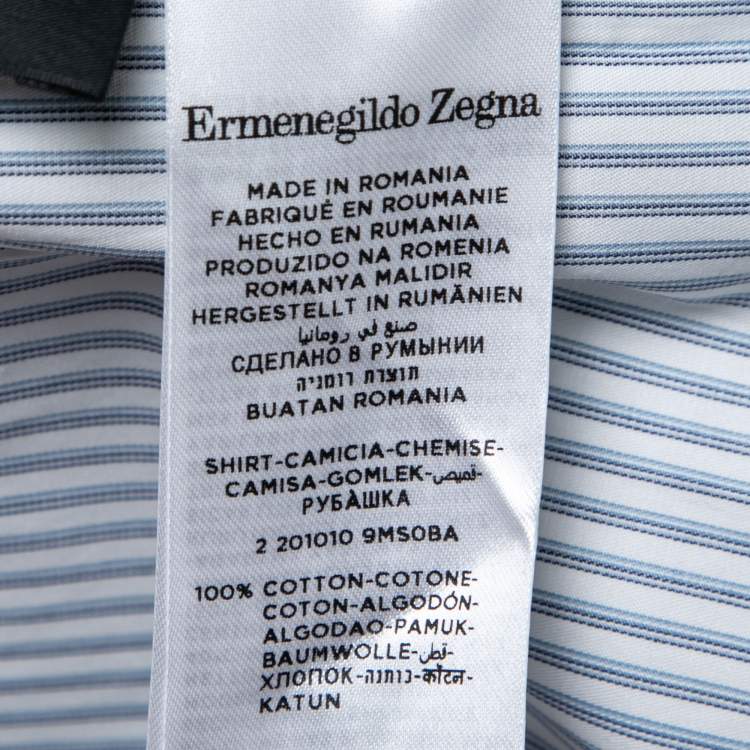 Ermenegildo Zegna
MADE IN ROMANIA
FABRIQUÉ EN ROUMANIE
HECHO EN RUMANIA
PRODUZIDO NA ROMENIA
ROMANYA MALIDIR
HERGESTELLT IN RUMÄNIEN
صنع في رومانيا
СДЕЛАНО В РУМЫНИИ
תוצרת רומניה
BUATAN ROMANIA
SHIRT-CAMICIA-CHEMISE-
CAMISA-GOMLEK-قميص-
РУБАШКА
2 201010 9MS0BA
100% COTTON-COTONE-
COTON-ALGODÓN-
ALGODAO-PAMUK-
BAUMWOLLE-قطن-
ХЛОПОК-כותנה-कॉटन-
KATUN